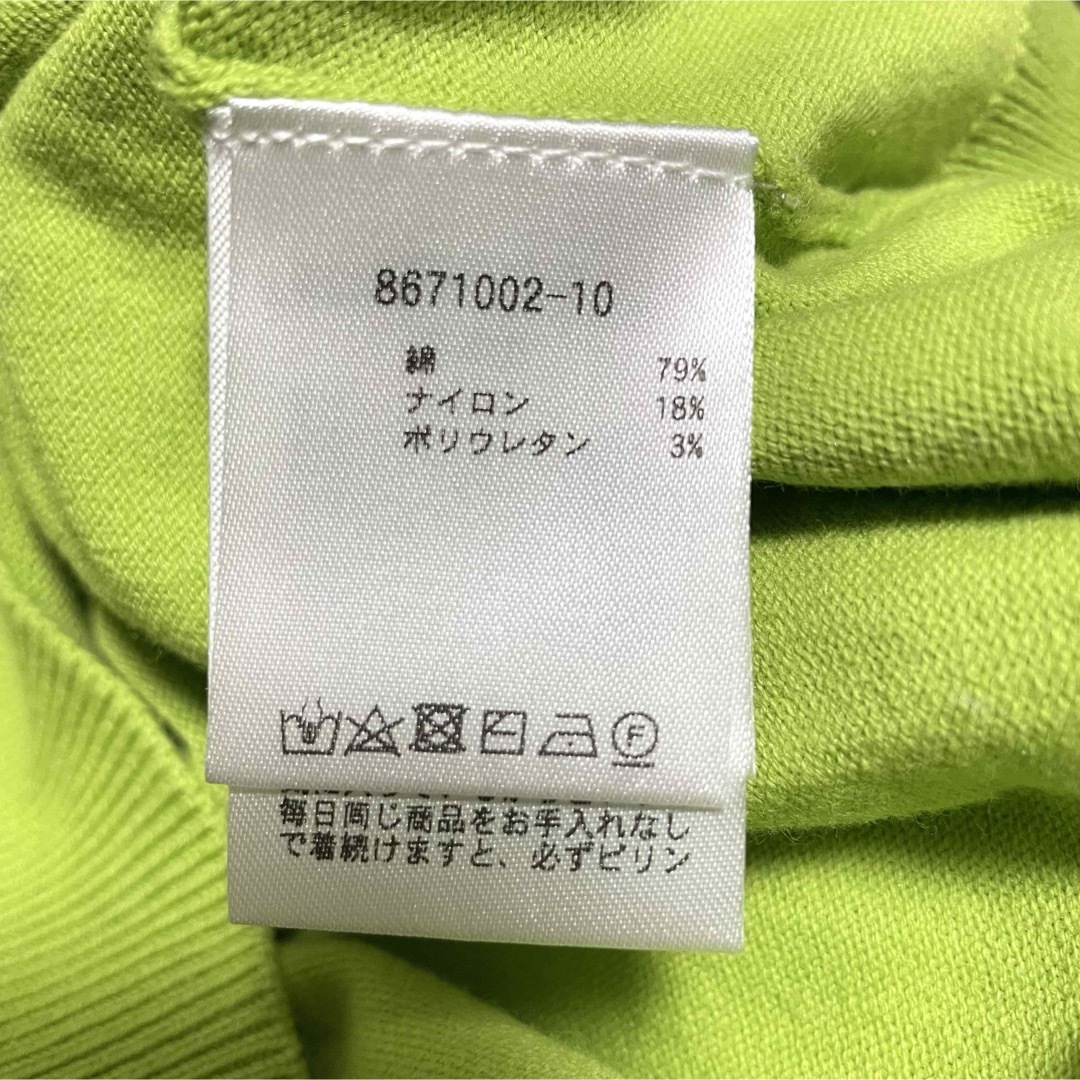 8671002-10
綿 79%
ナイロン 18%
ポリウレタン 3%
F
毎日同じ商品をお手入れなし
で着続けますと、必ずピリン